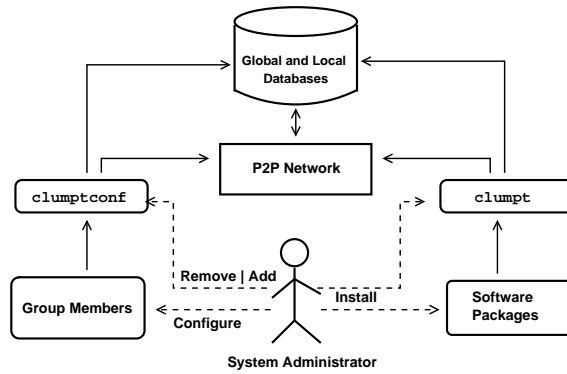 Global and Local
Databases
P2P Network
clumptconf
clumpt
Remove | Add
Install
Group Members
Configure
Software
Packages
System Administrator